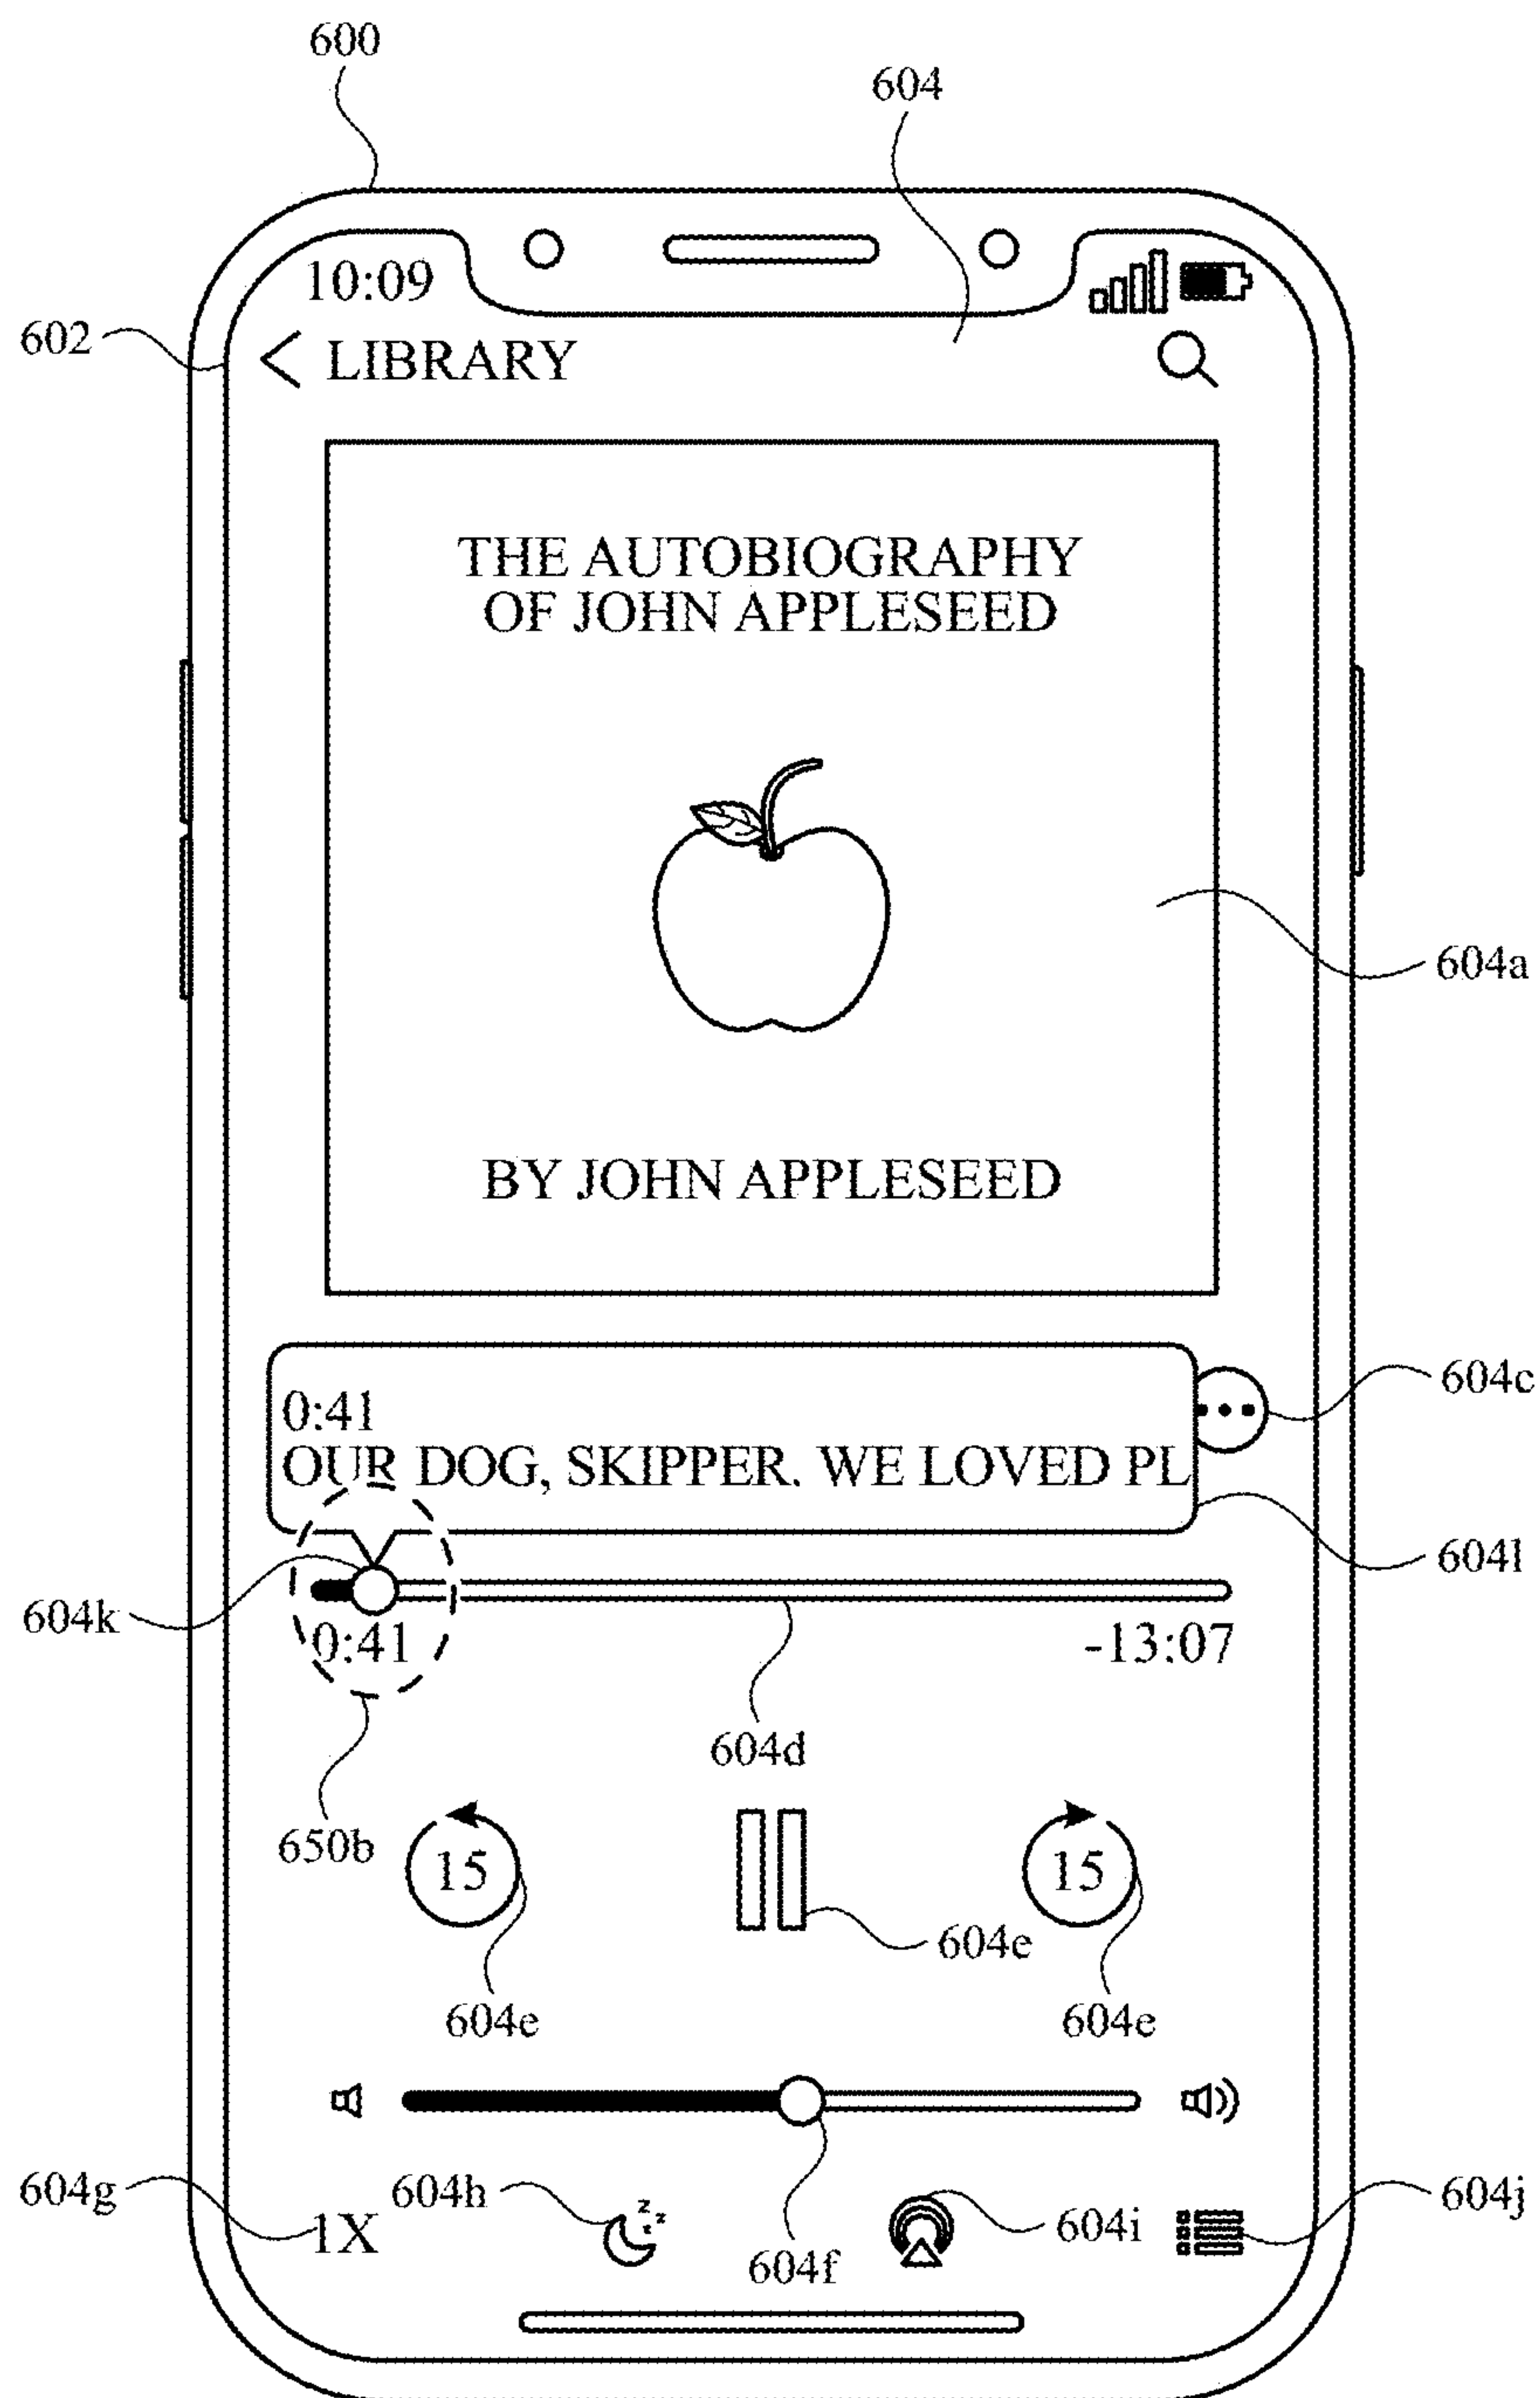 600
604
10:09
602
LIBRARY
THE AUTOBIOGRAPHY
OF JOHN APPLESEED
604a
BY JOHN APPLESEED
604c
0:41
OUR DOG, SKIPPER. WE LOVED PL
604l
604k
0:41
-13:07
604d
650b
15
15
604e
604e
604e
604g
604h
z z z
604i
604j
1X
604f